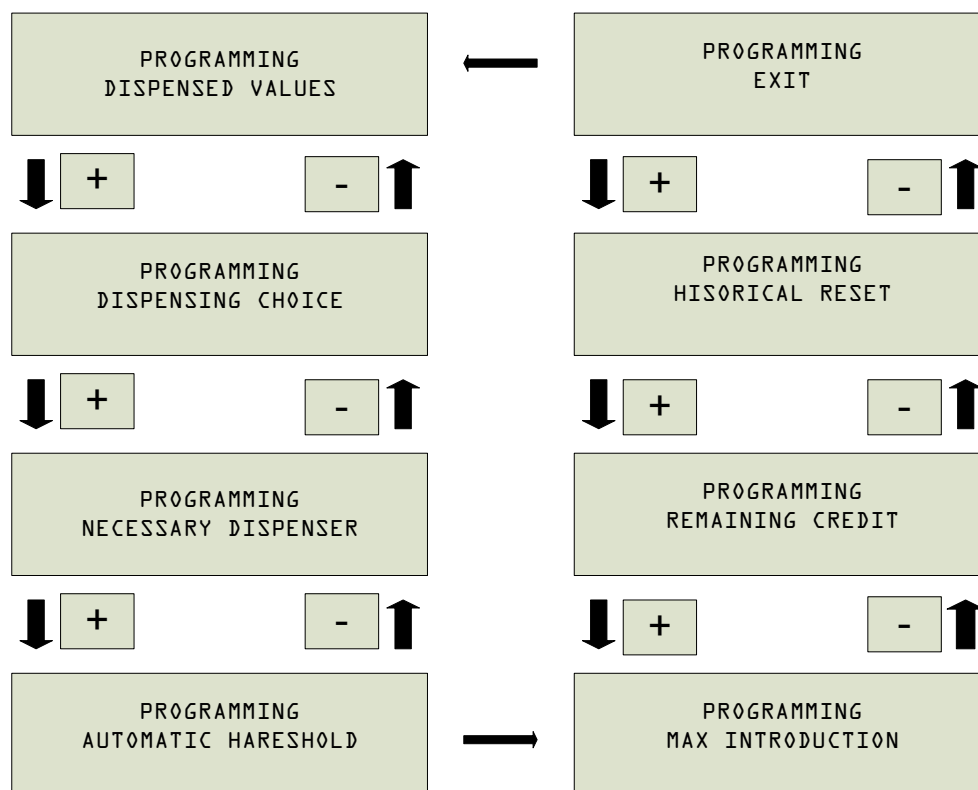 PROGRAMMING
DISPENSED VALUES
PROGRAMMING
EXIT
+
-
+
-
PROGRAMMING
DISPENSING CHOICE
PROGRAMMING
HISORICAL RESET
+
-
+
-
PROGRAMMING
NECESSARY DISPENSER
PROGRAMMING
REMAINING CREDIT
+
-
+
-
PROGRAMMING
AUTOMATIC HARESHOLD
PROGRAMMING
MAX INTRODUCTION